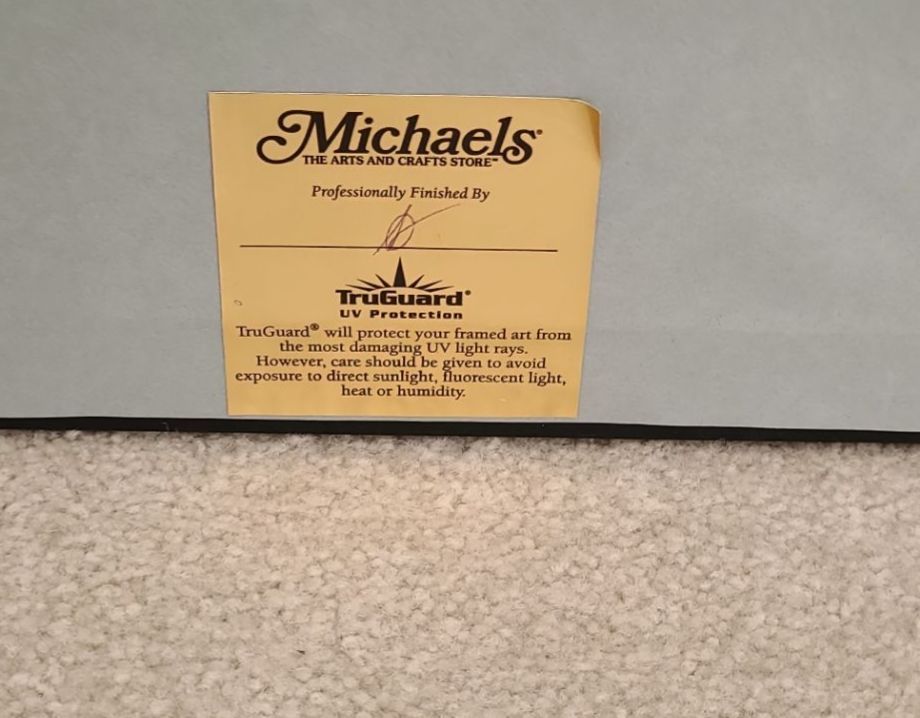 Michaels®
THE ARTS AND CRAFTS STORE℠
Professionally Finished By
TruGuard®
UV Protection
TruGuard® will protect your framed art from
the most damaging UV light rays.
However, care should be given to avoid
exposure to direct sunlight, fluorescent light,
heat or humidity.